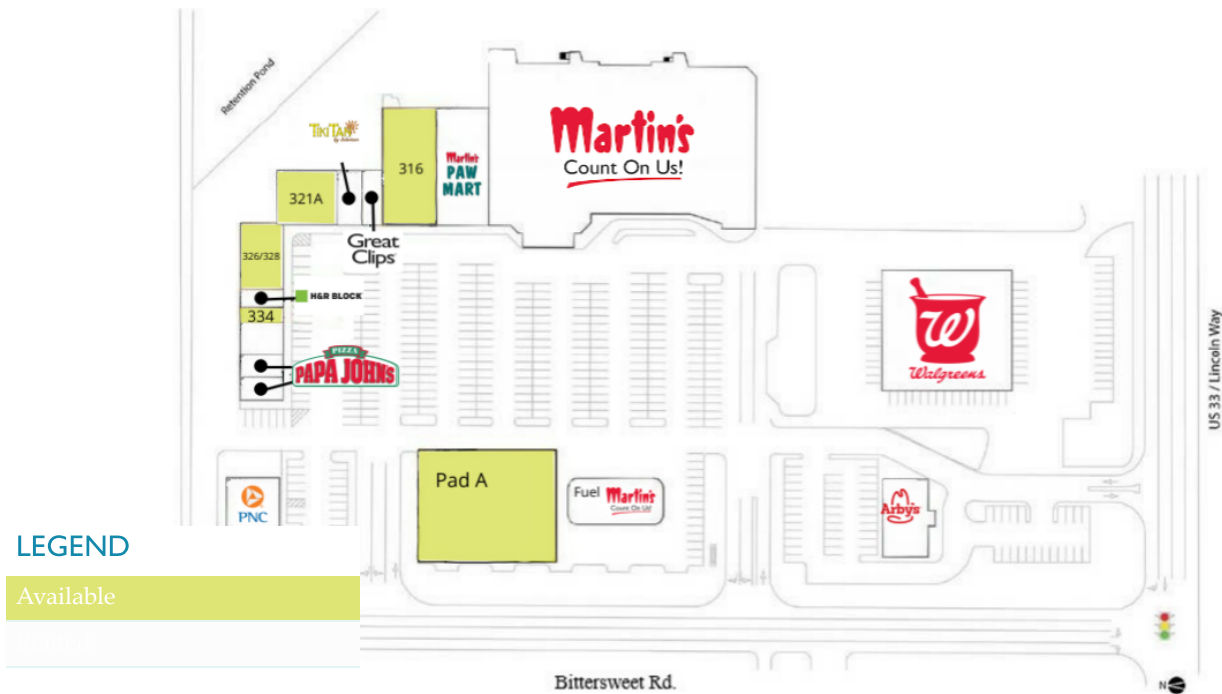 Retention Pond
TIKI TAN
316
Martin's
PAW
MART
Martin's
Count On Us!
321A
Great
Clips
326/328
H&R BLOCK
334
PIZZA
PAPA JOHNS
W
Walgreens
US 33 / Lincoln Way
Pad A
Fuel
Martin's
Count On Us!
PNC
Arby's
LEGEND
Available
Bittersweet Rd.
N